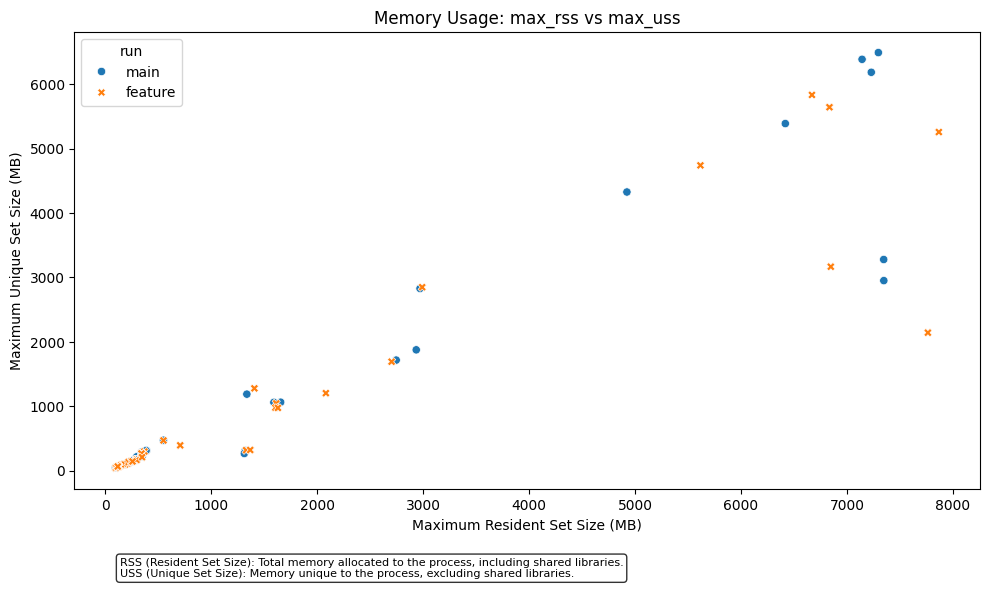 Memory Usage: max_rss vs max_uss
run
main
feature
Maximum Unique Set Size (MB)
6000
5000
4000
3000
2000
1000
0
0 1000 2000 3000 4000 5000 6000 7000 8000
Maximum Resident Set Size (MB)
RSS (Resident Set Size): Total memory allocated to the process, including shared libraries.
USS (Unique Set Size): Memory unique to the process, excluding shared libraries.